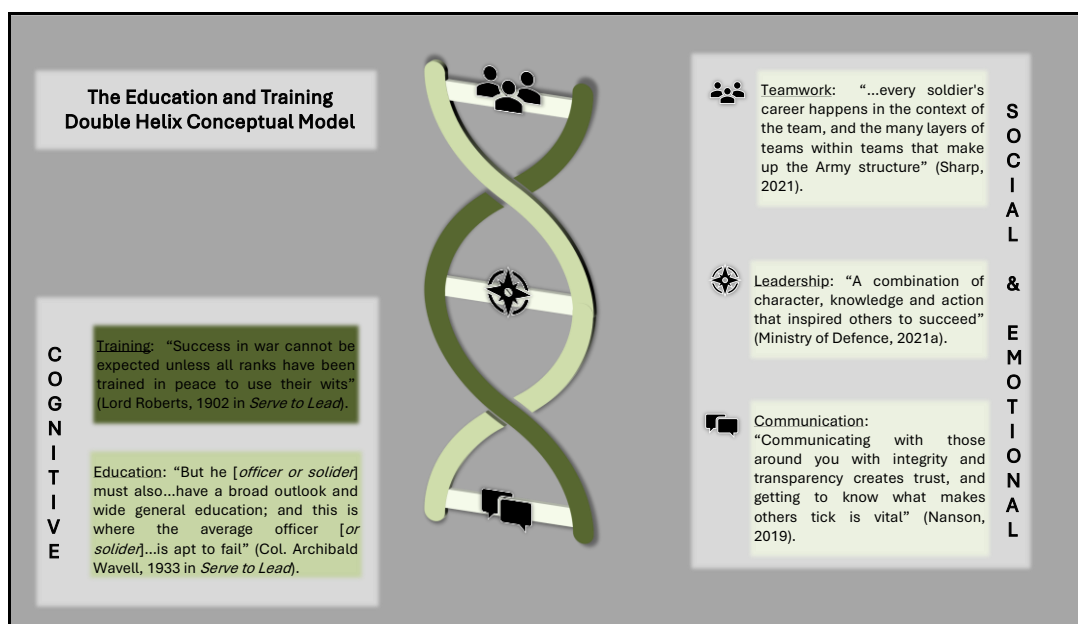 The Education and Training
Double Helix Conceptual Model
COGNITIVE
Training: “Success in war cannot be
expected unless all ranks have been
trained in peace to use their wits”
(Lord Roberts, 1902 in Serve to Lead).
Education: “But he [officer or solider]
must also...have a broad outlook and
wide general education; and this is
where the average officer [or
solider]...is apt to fail” (Col. Archibald
Wavell, 1933 in Serve to Lead).
Teamwork: “...every soldier's
career happens in the context of
the team, and the many layers of
teams within teams that make
up the Army structure” (Sharp,
2021).
Leadership: “A combination of
character, knowledge and action
that inspired others to succeed”
(Ministry of Defence, 2021a).
Communication:
“Communicating with those
around you with integrity and
transparency creates trust, and
getting to know what makes
others tick is vital” (Nanson,
2019).
SOCIAL & EMOTIONAL